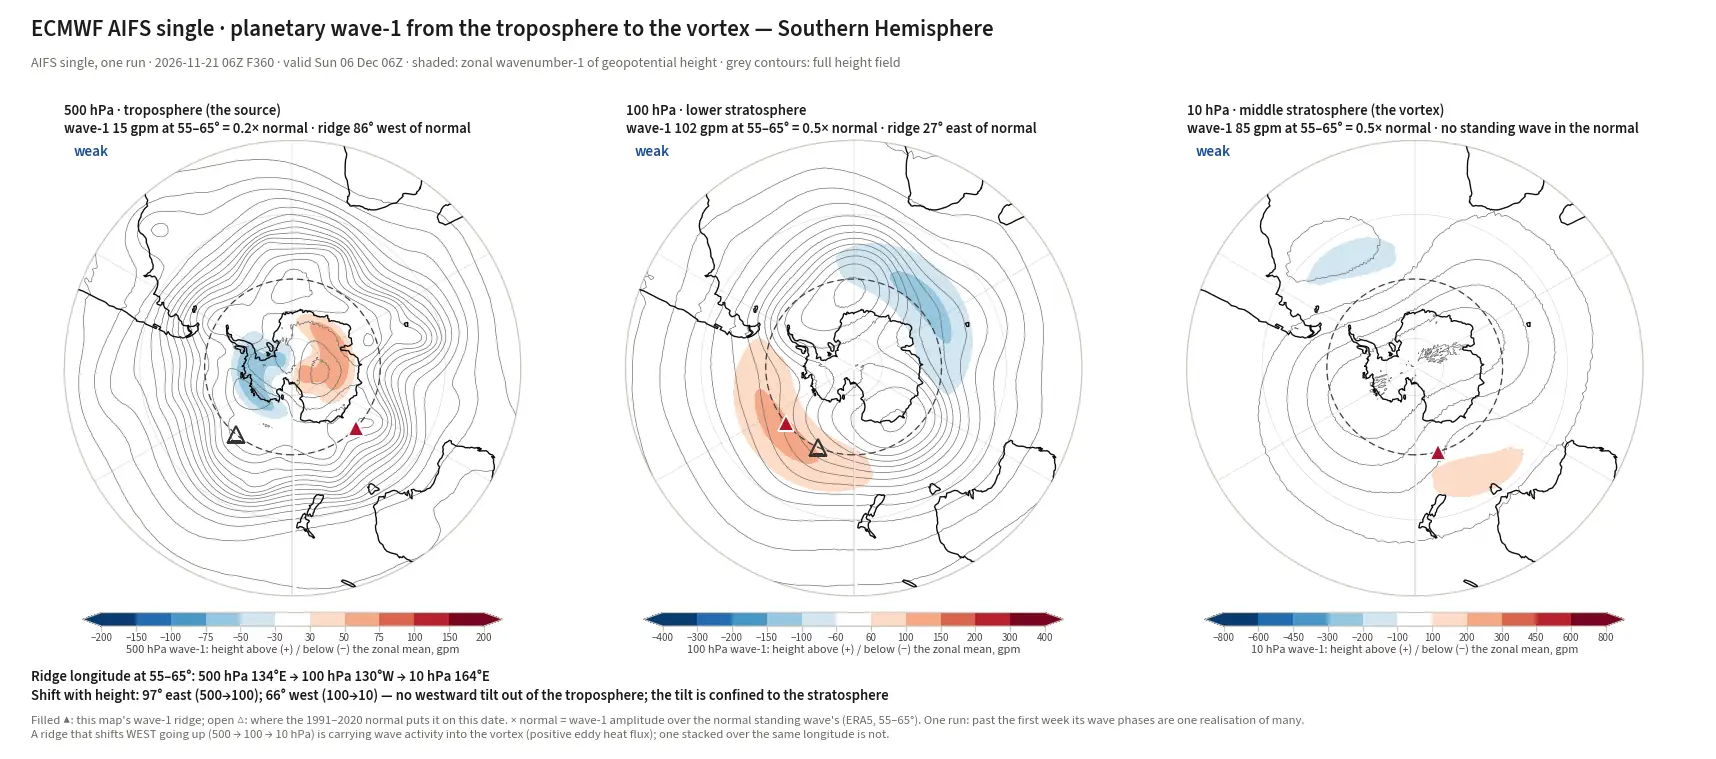 ECMWF AIFS single · planetary wave-1 from the troposphere to the vortex — Southern Hemisphere
AIFS single, one run · 2026-11-21 06Z F360 · valid Sun 06 Dec 06Z · shaded: zonal wavenumber-1 of geopotential height · grey contours: full height field
500 hPa · troposphere (the source)
wave-1 15 gpm at 55–65° = 0.2× normal · ridge 86° west of normal
weak
100 hPa · lower stratosphere
wave-1 102 gpm at 55–65° = 0.5× normal · ridge 27° east of normal
weak
10 hPa · middle stratosphere (the vortex)
wave-1 85 gpm at 55–65° = 0.5× normal · no standing wave in the normal
weak
−200 −150 −100 −75 −50 −30 30 50 75 100 150 200
500 hPa wave-1: height above (+) / below (−) the zonal mean, gpm
−400 −300 −200 −150 −100 −60 60 100 150 200 300 400
100 hPa wave-1: height above (+) / below (−) the zonal mean, gpm
−800 −600 −450 −300 −200 −100 100 200 300 450 600 800
10 hPa wave-1: height above (+) / below (−) the zonal mean, gpm
Ridge longitude at 55–65°: 500 hPa 134°E → 100 hPa 130°W → 10 hPa 164°E
Shift with height: 97° east (500→100); 66° west (100→10) — no westward tilt out of the troposphere; the tilt is confined to the stratosphere
Filled ▲: this map's wave-1 ridge; open △: where the 1991–2020 normal puts it on this date. × normal = wave-1 amplitude over the normal standing wave's (ERA5, 55–65°). One run: past the first week its wave phases are one realisation of many.
A ridge that shifts WEST going up (500 → 100 → 10 hPa) is carrying wave activity into the vortex (positive eddy heat flux); one stacked over the same longitude is not.